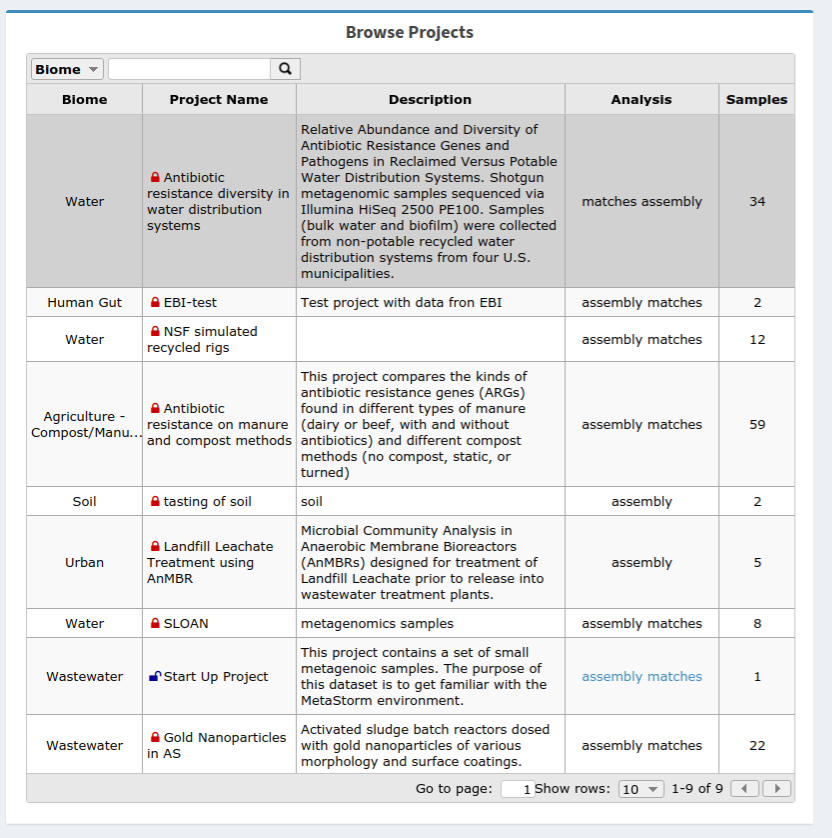 Browse Projects
Biome
Biome Project Name Description Analysis Samples
Water
Antibiotic
resistance diversity in
water distribution
systems
Relative Abundance and Diversity of
Antibiotic Resistance Genes and
Pathogens in Reclaimed Versus Potable
Water Distribution Systems. Shotgun
metagenomic samples sequenced via
Illumina HiSeq 2500 PE100. Samples
(bulk water and biofilm) were collected
from non-potable recycled water
distribution systems from four U.S.
municipalities.
matches assembly
34
Human Gut
EBI-test
Test project with data fron EBI
assembly matches
2
Water
NSF simulated
recycled rigs
assembly matches
12
Agriculture -
Compost/Manu...
Antibiotic
resistance on manure
and compost methods
This project compares the kinds of
antibiotic resistance genes (ARGs)
found in different types of manure
(dairy or beef, with and without
antibiotics) and different compost
methods (no compost, static, or
turned)
assembly matches
59
Soil
tasting of soil
soil
assembly
2
Urban
Landfill Leachate
Treatment using
AnMBR
Microbial Community Analysis in
Anaerobic Membrane Bioreactors
(AnMBRs) designed for treatment of
Landfill Leachate prior to release into
wastewater treatment plants.
assembly
5
Water
SLOAN
metagenomics samples
assembly matches
8
Wastewater
Start Up Project
This project contains a set of small
metagenoic samples. The purpose of
this dataset is to get familiar with the
MetaStorm environment.
assembly matches
1
Wastewater
Gold Nanoparticles
in AS
Activated sludge batch reactors dosed
with gold nanoparticles of various
morphology and surface coatings.
assembly matches
22
Go to page: 1 Show rows: 10 1-9 of 9